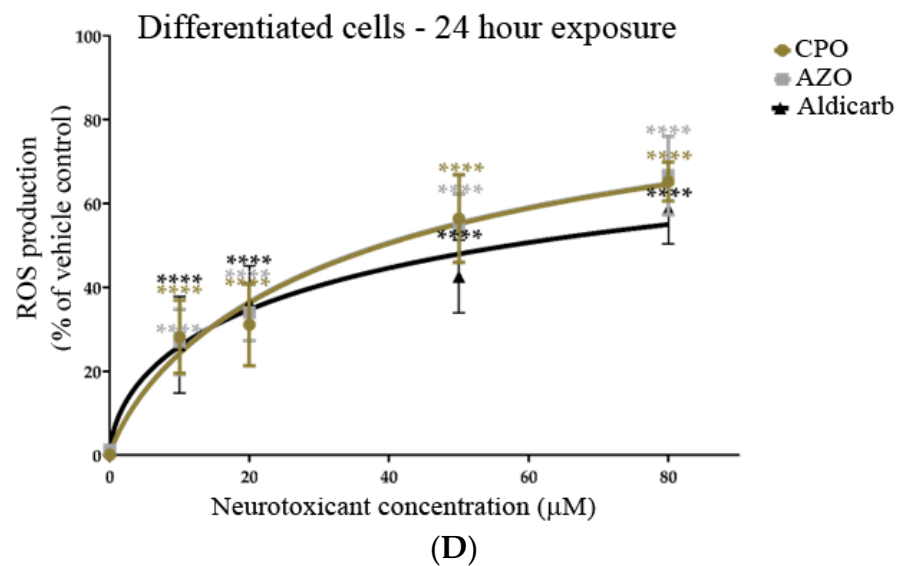 Differentiated cells - 24 hour exposure
100
80
60
40
20
0
ROS production
(% of vehicle control)
**** 
****
****
****
****
****
****
****
****
****
****
****
0 20 40 60 80
Neurotoxicant concentration (µM)
CPO
AZO
Aldicarb
(D)